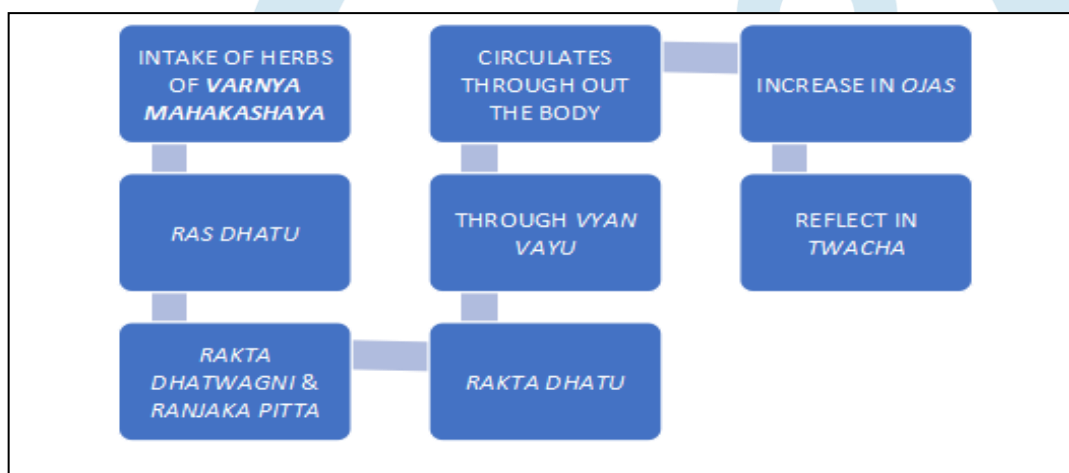 INTAKE OF HERBS
OF VARNYA
MAHAKASHAYA
RAS DHATU
RAKTA
DHATWAGNI &
RANJAKA PITTA
RAKTA DHATU
THROUGH VYAN
VAYU
CIRCULATES
THROUGH OUT
THE BODY
INCREASE IN OJAS
REFLECT IN
TWACHA